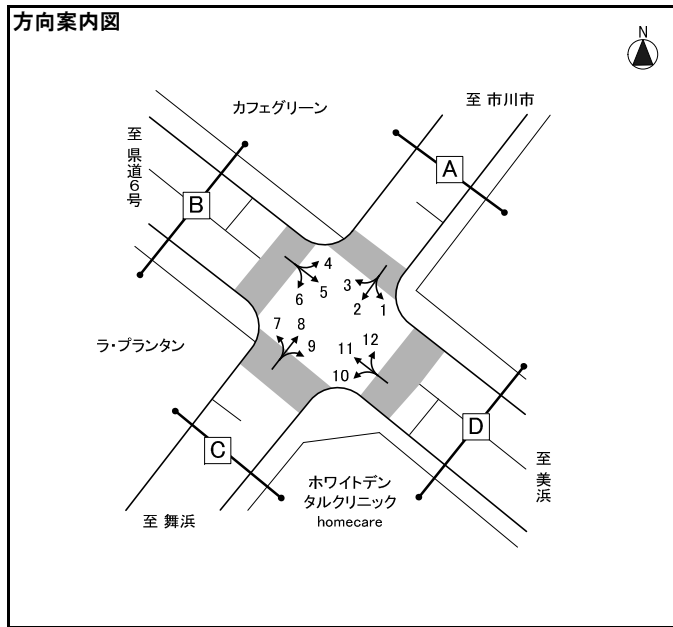 方向案内図
N
カフェグリーン
至 市川市
至 県道6号
A
B
4
3
5
6
2
1
7
8
9
12
11
10
ラ・プランタン
C
D
ホワイトデン
タルクリニック
homecare
至 美浜
至 舞浜